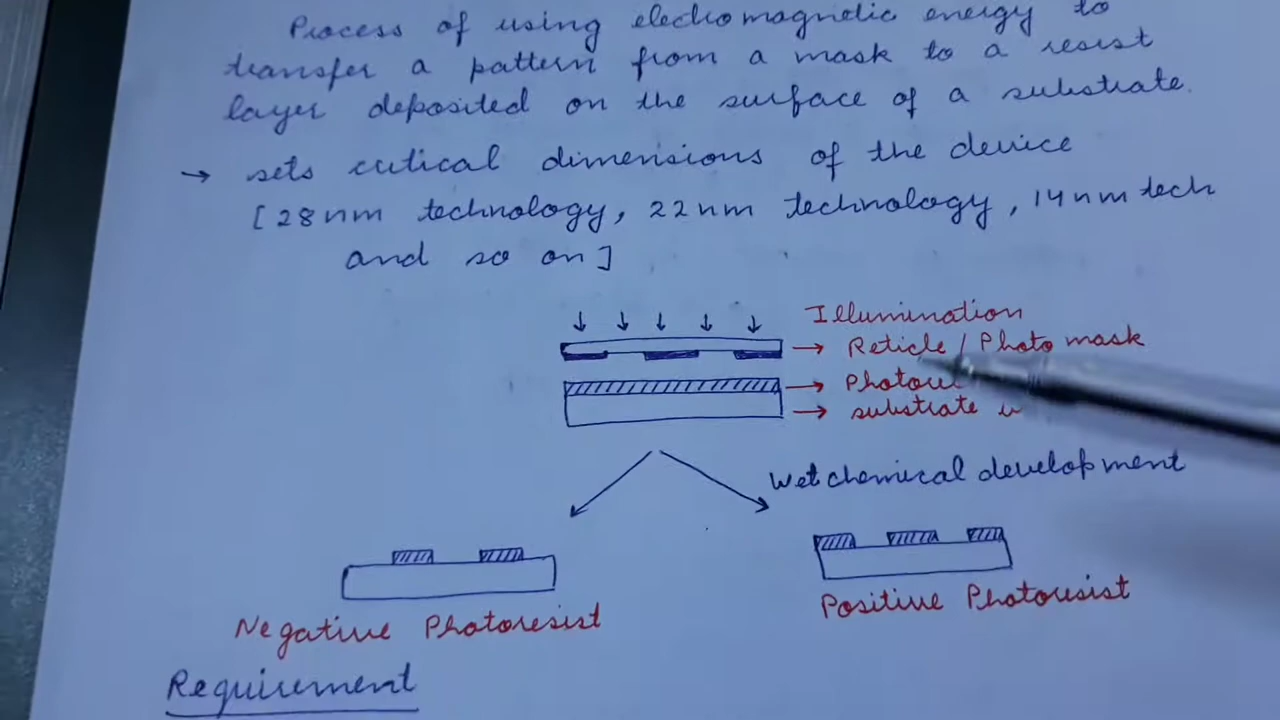 Process of using electromagnetic energy to
transfer a pattern from a mask to a resist
layer deposited on the surface of a substrate.
→ sets critical dimensions of the device
[28nm technology, 22nm technology, 14nm tech
and so on]
Illumination
→ Reticle / Photo mask
→
→ substrate
Wet chemical development
Negative Photoresist
Positive Photoresist
Requirement